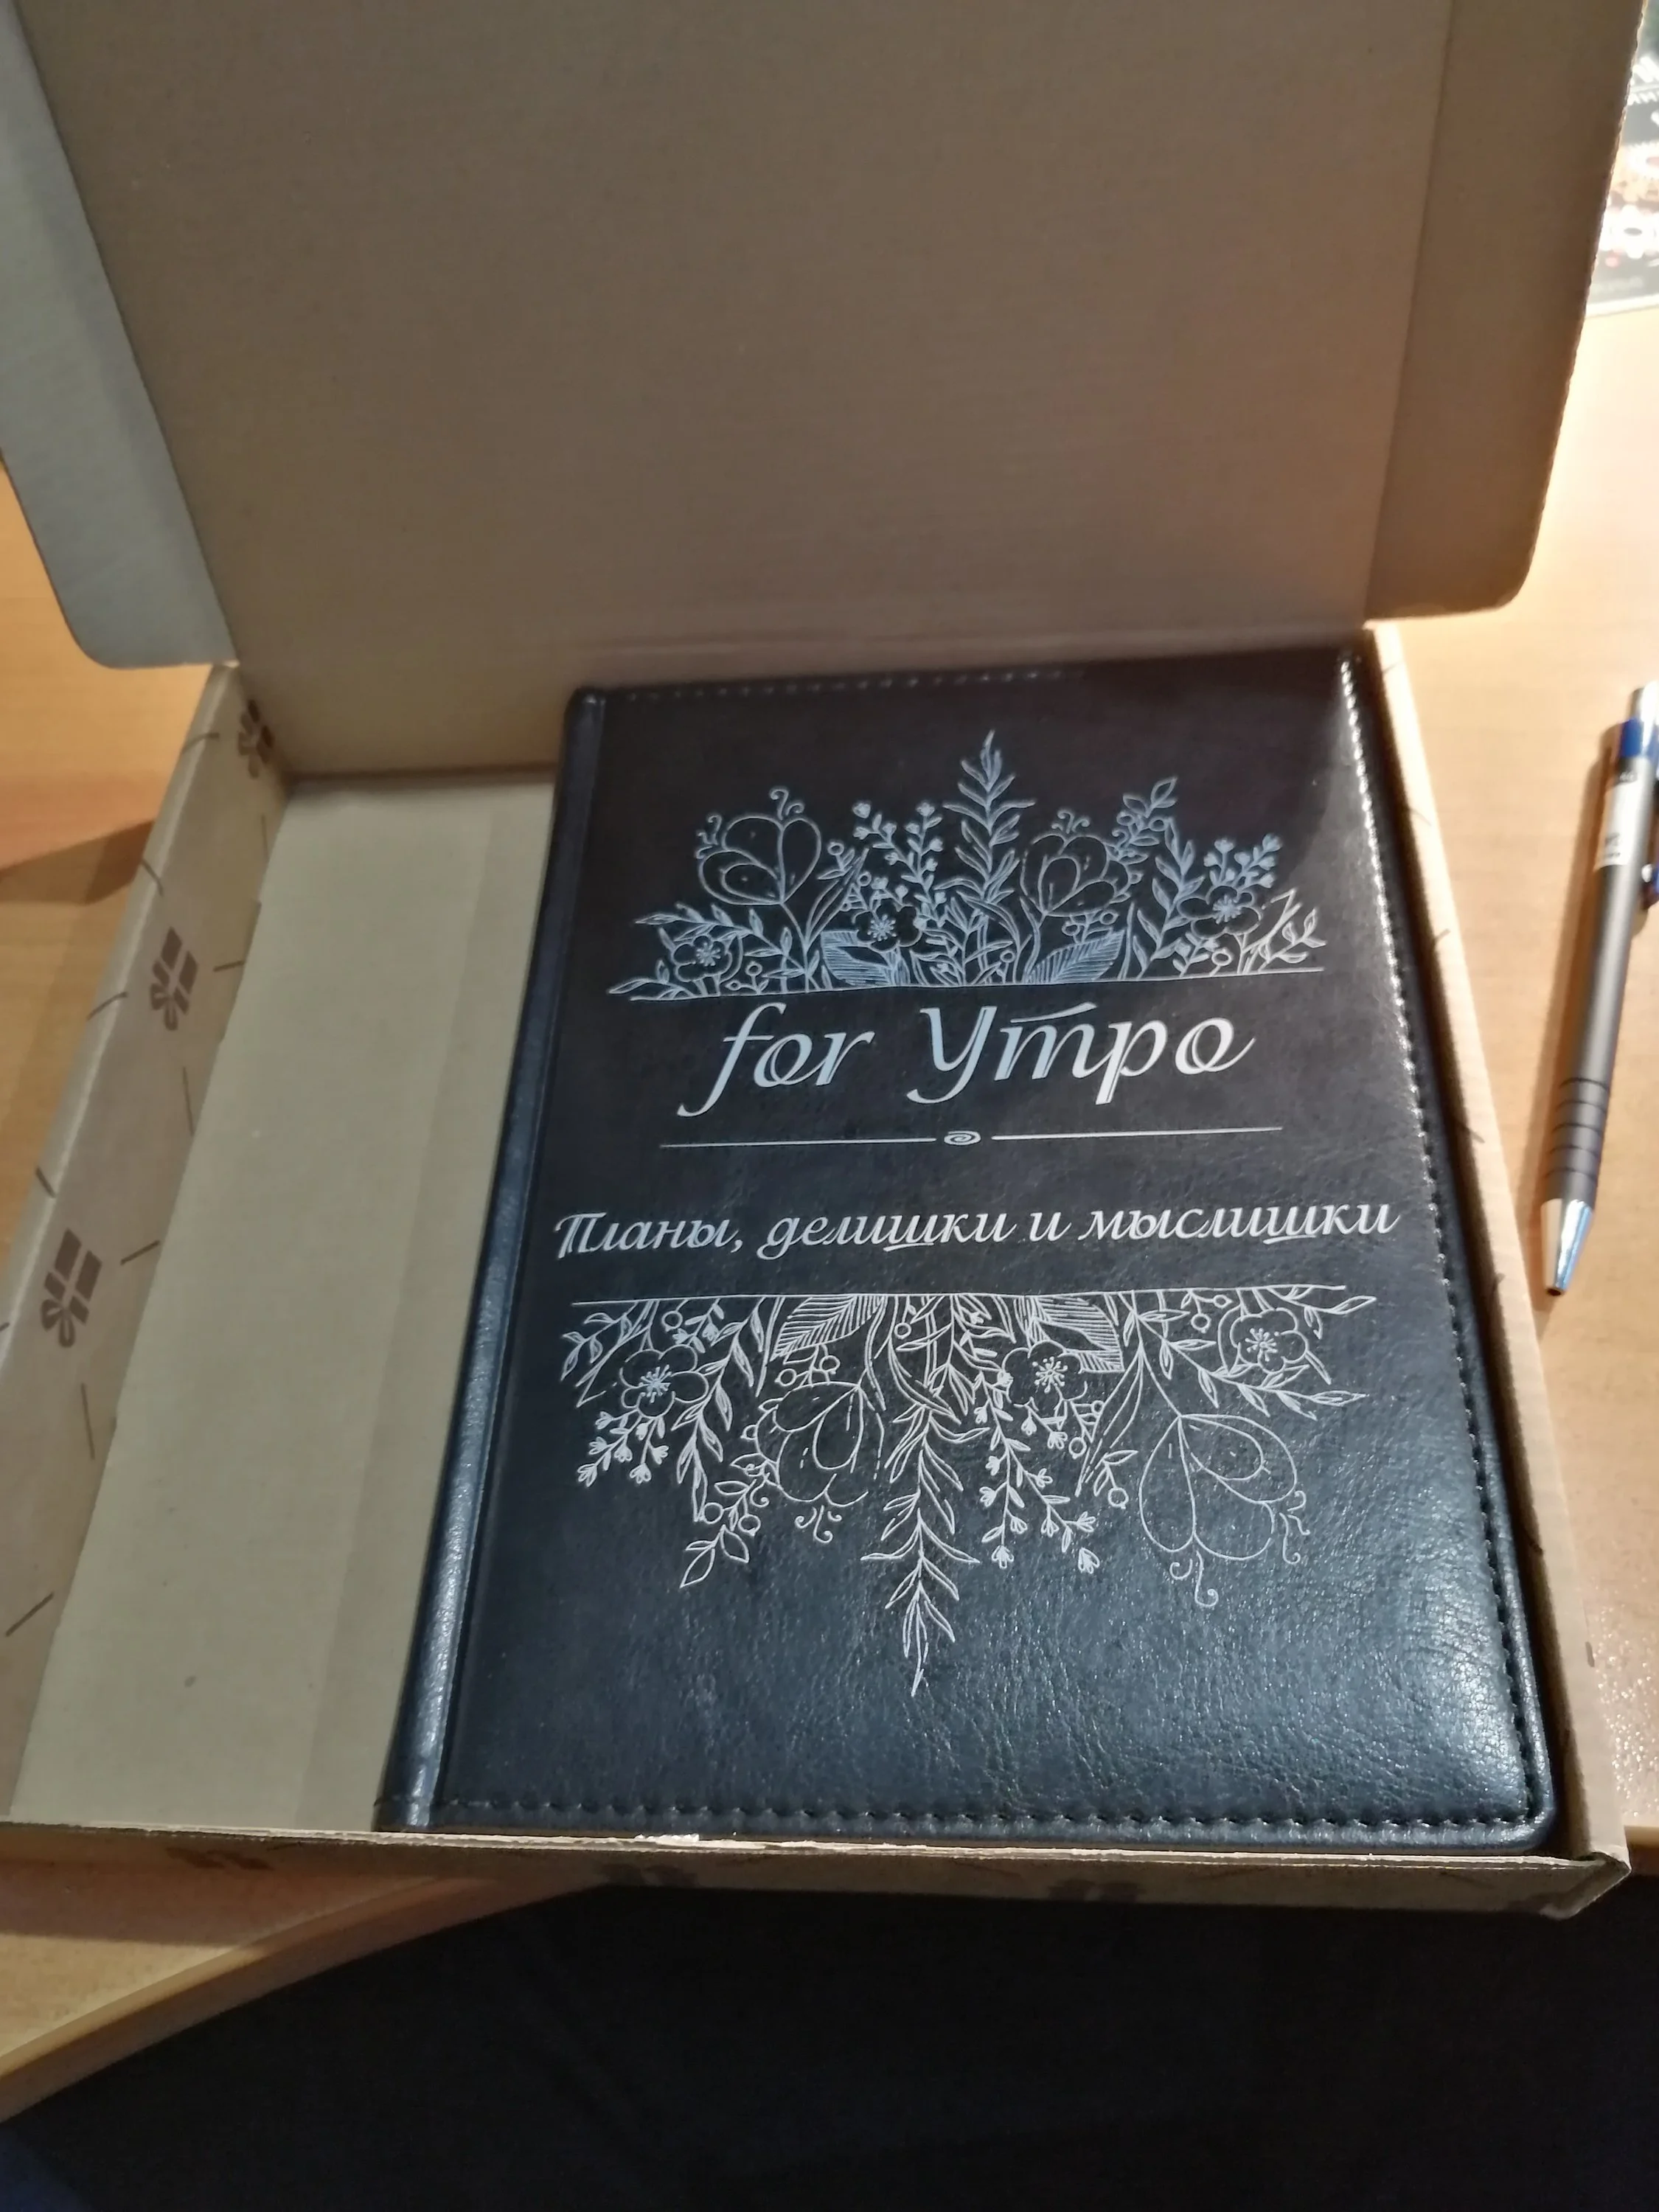 for Утро
Планы, делишки и мыслишки